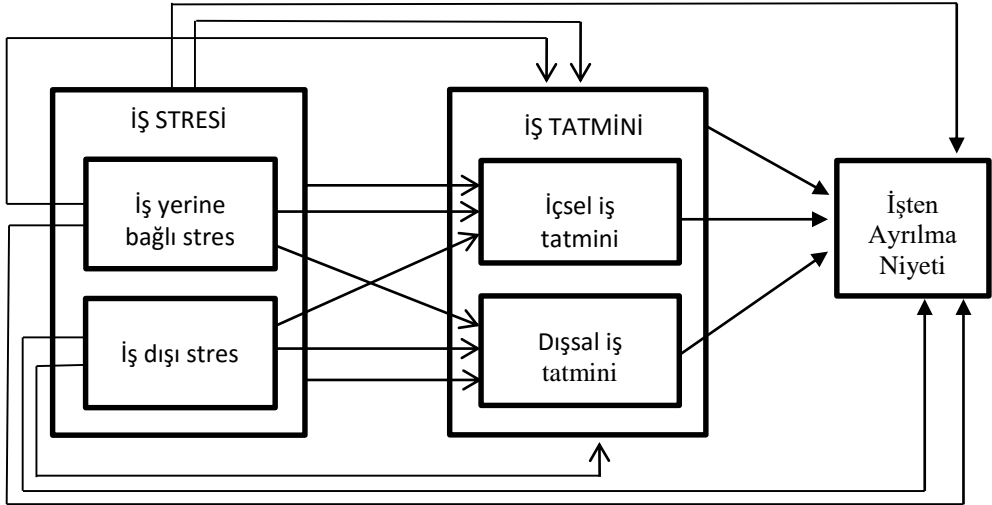 İŞ STRESİ
İş yerine
bağlı stres
İş dışı stres
İŞ TATMİNİ
İçsel iş
tatmini
Dışsal iş
tatmini
İşten
Ayrılma
Niyeti